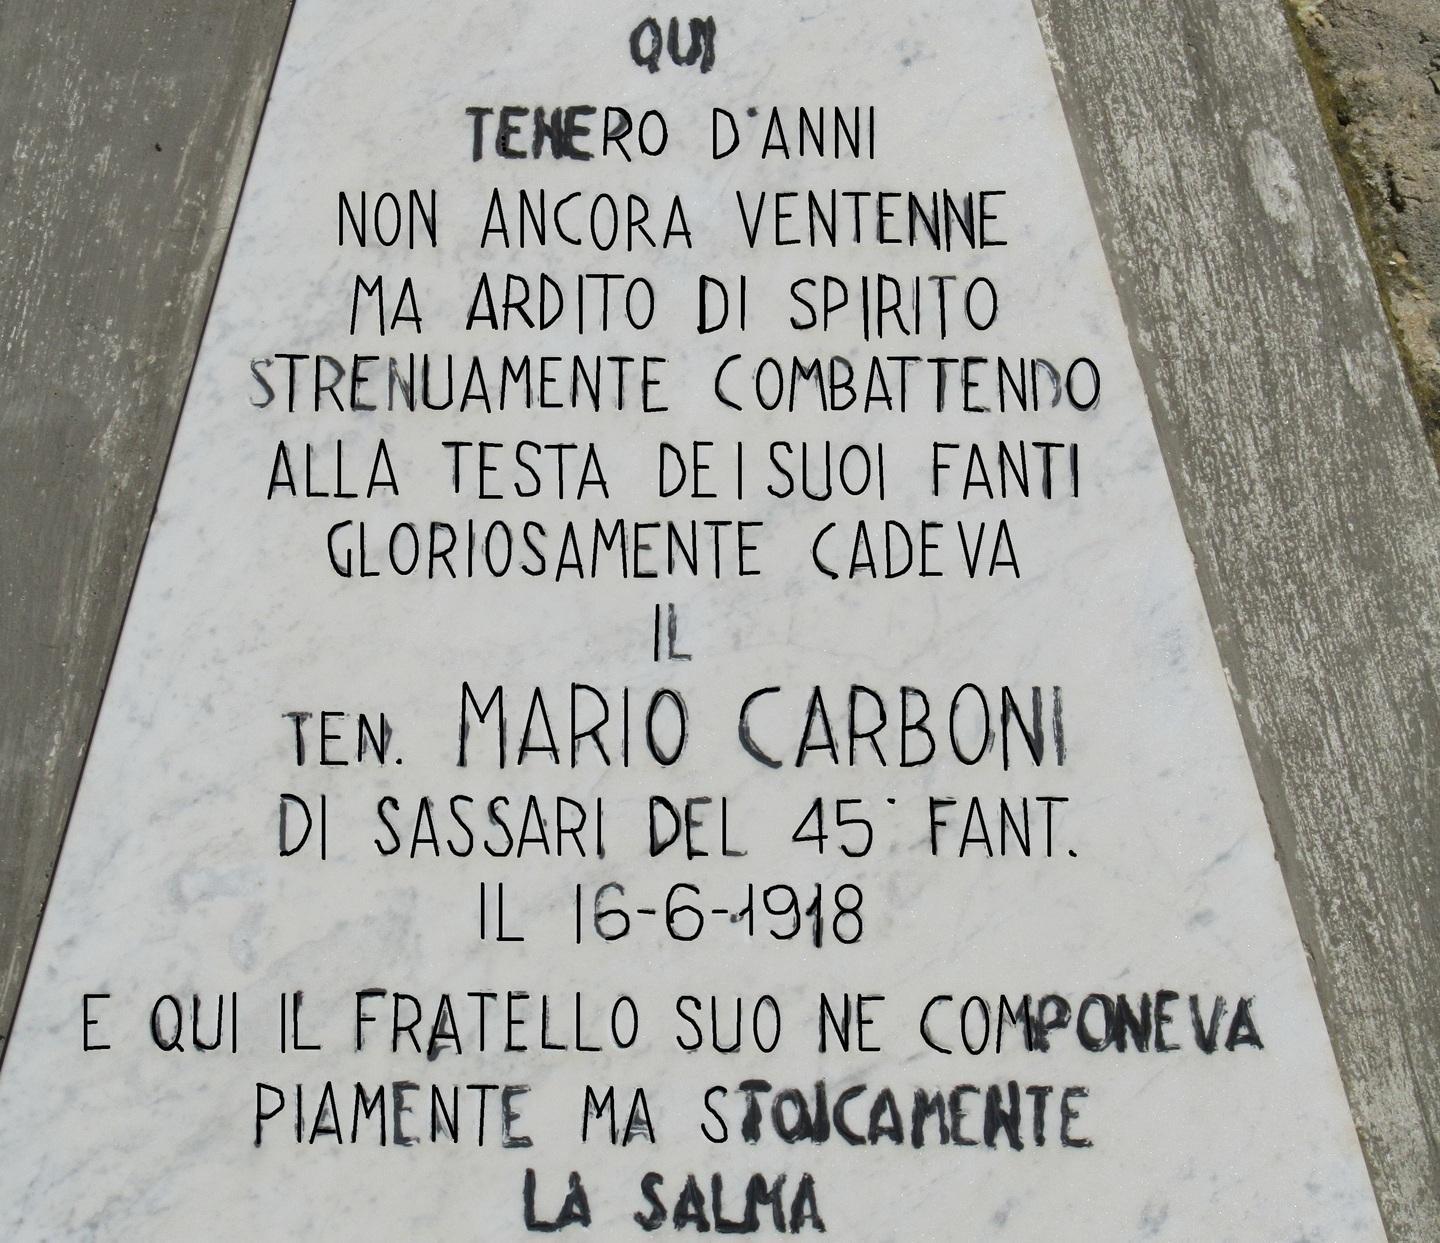 QUI
TENERO D'ANNI
NON ANCORA VENTENNE
MA ARDITO DI SPIRITO
STRENUAMENTE COMBATTENDO
ALLA TESTA DEI SUOI FANTI
GLORIOSAMENTE CADEVA
IL
TEN. MARIO CARBONI
DI SASSARI DEL 45° FANT.
IL 16-6-1918
E QUI IL FRATELLO SUO NE COMPONEVA
PIAMENTE MA STOICAMENTE
LA SALMA